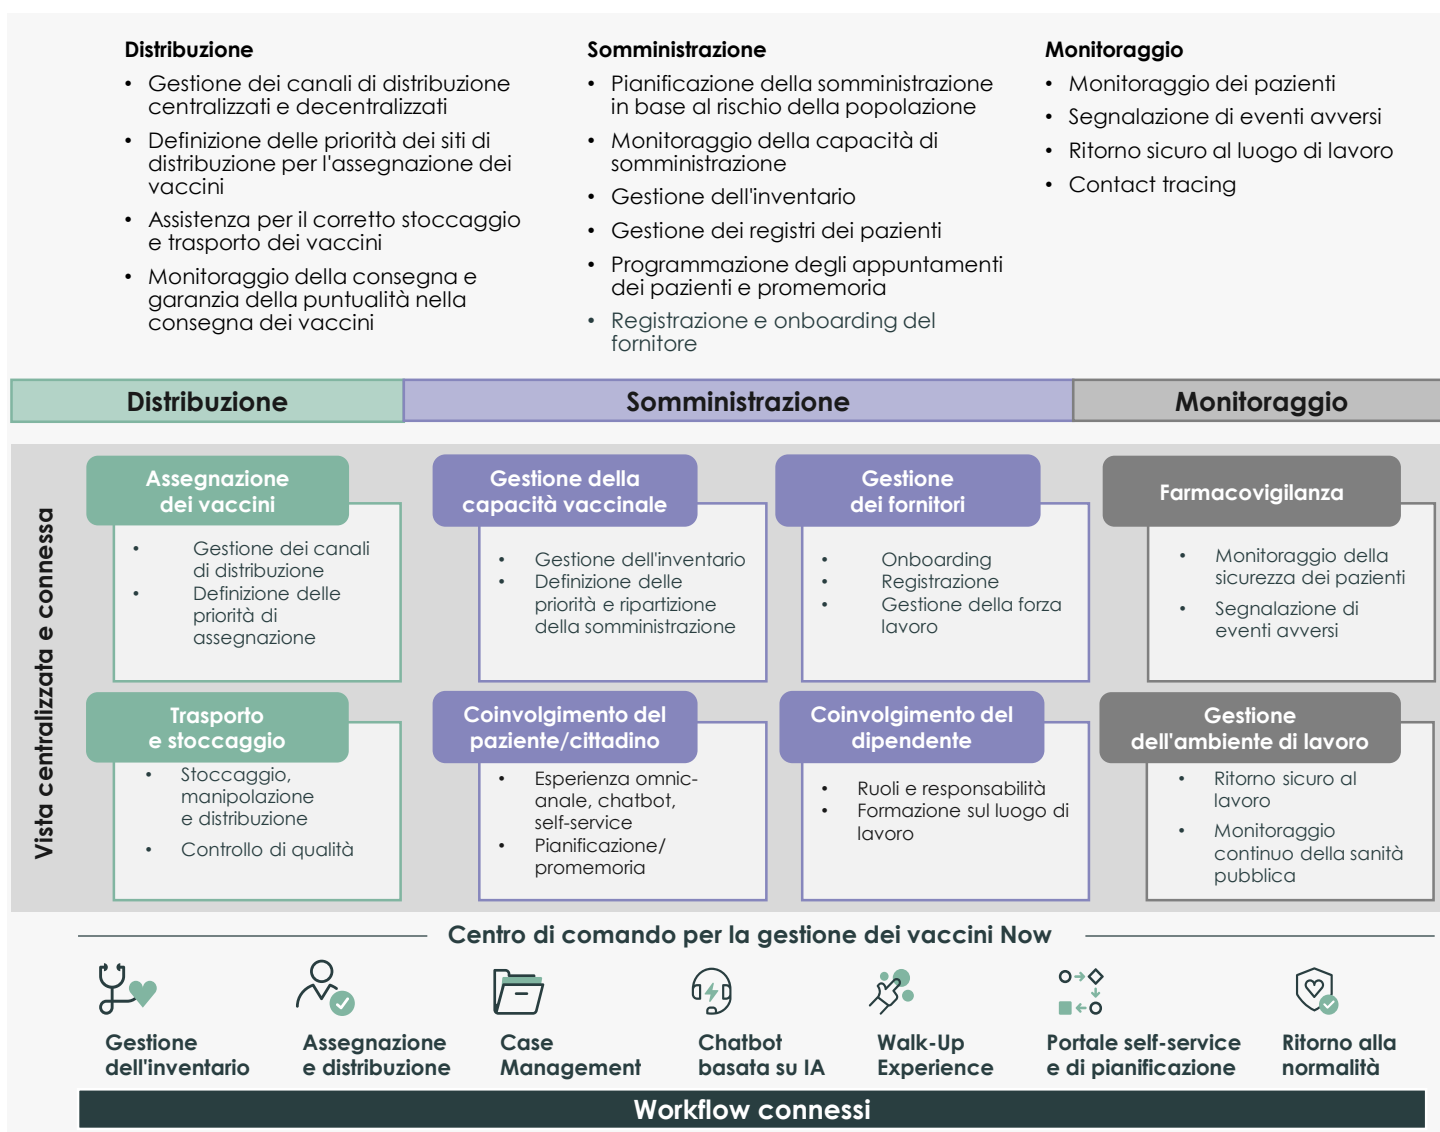 Distribuzione
• Gestione dei canali di distribuzione
centralizzati e decentralizzati
• Definizione delle priorità dei siti di
distribuzione per l'assegnazione dei
vaccini
• Assistenza per il corretto stoccaggio
e trasporto dei vaccini
• Monitoraggio della consegna e
garanzia della puntualità nella
consegna dei vaccini
Somministrazione
• Pianificazione della somministrazione
in base al rischio della popolazione
• Monitoraggio della capacità di
somministrazione
• Gestione dell'inventario
• Gestione dei registri dei pazienti
• Programmazione degli appuntamenti
dei pazienti e promemoria
• Registrazione e onboarding del
fornitore
Monitoraggio
• Monitoraggio dei pazienti
• Segnalazione di eventi avversi
• Ritorno sicuro al luogo di lavoro
• Contact tracing
Distribuzione
Somministrazione
Monitoraggio
Vista centralizzata e connessa
Assegnazione
dei vaccini
• Gestione dei canali
di distribuzione
• Definizione delle
priorità di
assegnazione
Gestione della
capacità vaccinale
• Gestione dell'inventario
• Definizione delle
priorità e ripartizione
della somministrazione
Gestione
dei fornitori
• Onboarding
• Registrazione
• Gestione della forza
lavoro
Farmacovigilanza
• Monitoraggio della
sicurezza dei pazienti
• Segnalazione di
eventi avversi
Trasporto
e stoccaggio
• Stoccaggio,
manipolazione
e distribuzione
• Controllo di qualità
Coinvolgimento del
paziente/cittadino
• Esperienza omnic-
anale, chatbot,
self-service
• Pianificazione/
promemoria
Coinvolgimento del
dipendente
• Ruoli e responsabilità
• Formazione sul luogo di
lavoro
Gestione
dell'ambiente di lavoro
• Ritorno sicuro al
lavoro
• Monitoraggio
continuo della sanità
pubblica
Centro di comando per la gestione dei vaccini Now
Gestione
dell'inventario
Assegnazione
e distribuzione
Case
Management
Chatbot
basata su IA
Walk-Up
Experience
Portale self-service
e di pianificazione
Ritorno alla
normalità
Workflow connessi